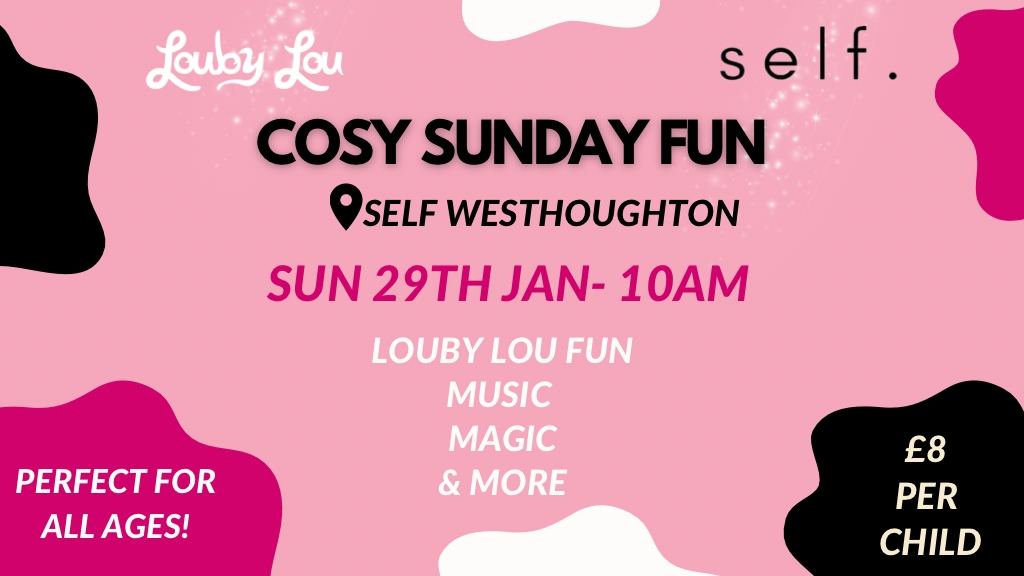 Louby Lou
self.
COSY SUNDAY FUN
SELF WESTHOUGHTON
SUN 29TH JAN- 10AM
LOUBY LOU FUN
MUSIC
MAGIC
& MORE
PERFECT FOR
ALL AGES!
£8
PER
CHILD